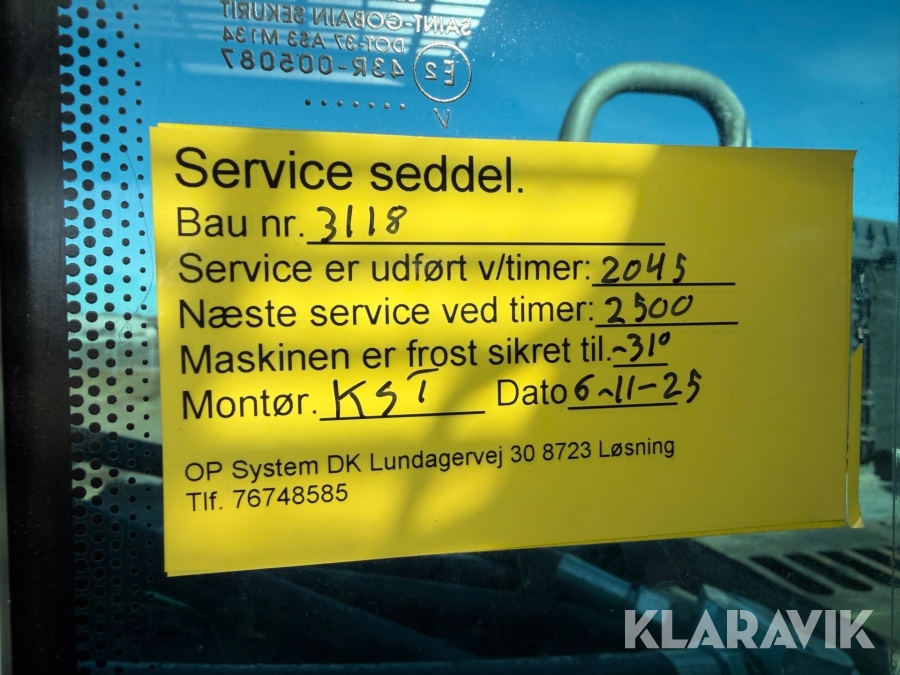 SAINT-GOBAIN SEKURIT
DOT-37 AS3 M134
43R-005087
E2
V
Service seddel.
Bau nr. 3118
Service er udført v/timer: 2045
Næste service ved timer: 2500
Maskinen er frost sikret til. ~31°
Montør. KST Dato 6-11-25
OP System DK Lundagervej 30 8723 Løsning
Tlf. 76748585
KLARAVIK